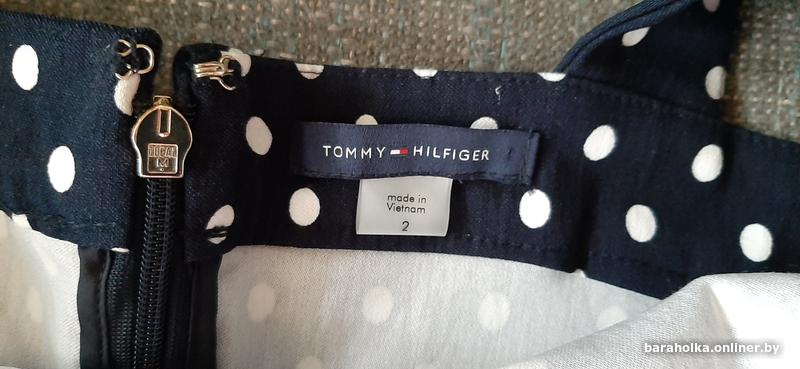 TOMMY HILFIGER
made in
Vietnam
2
baraholka.onliner.by